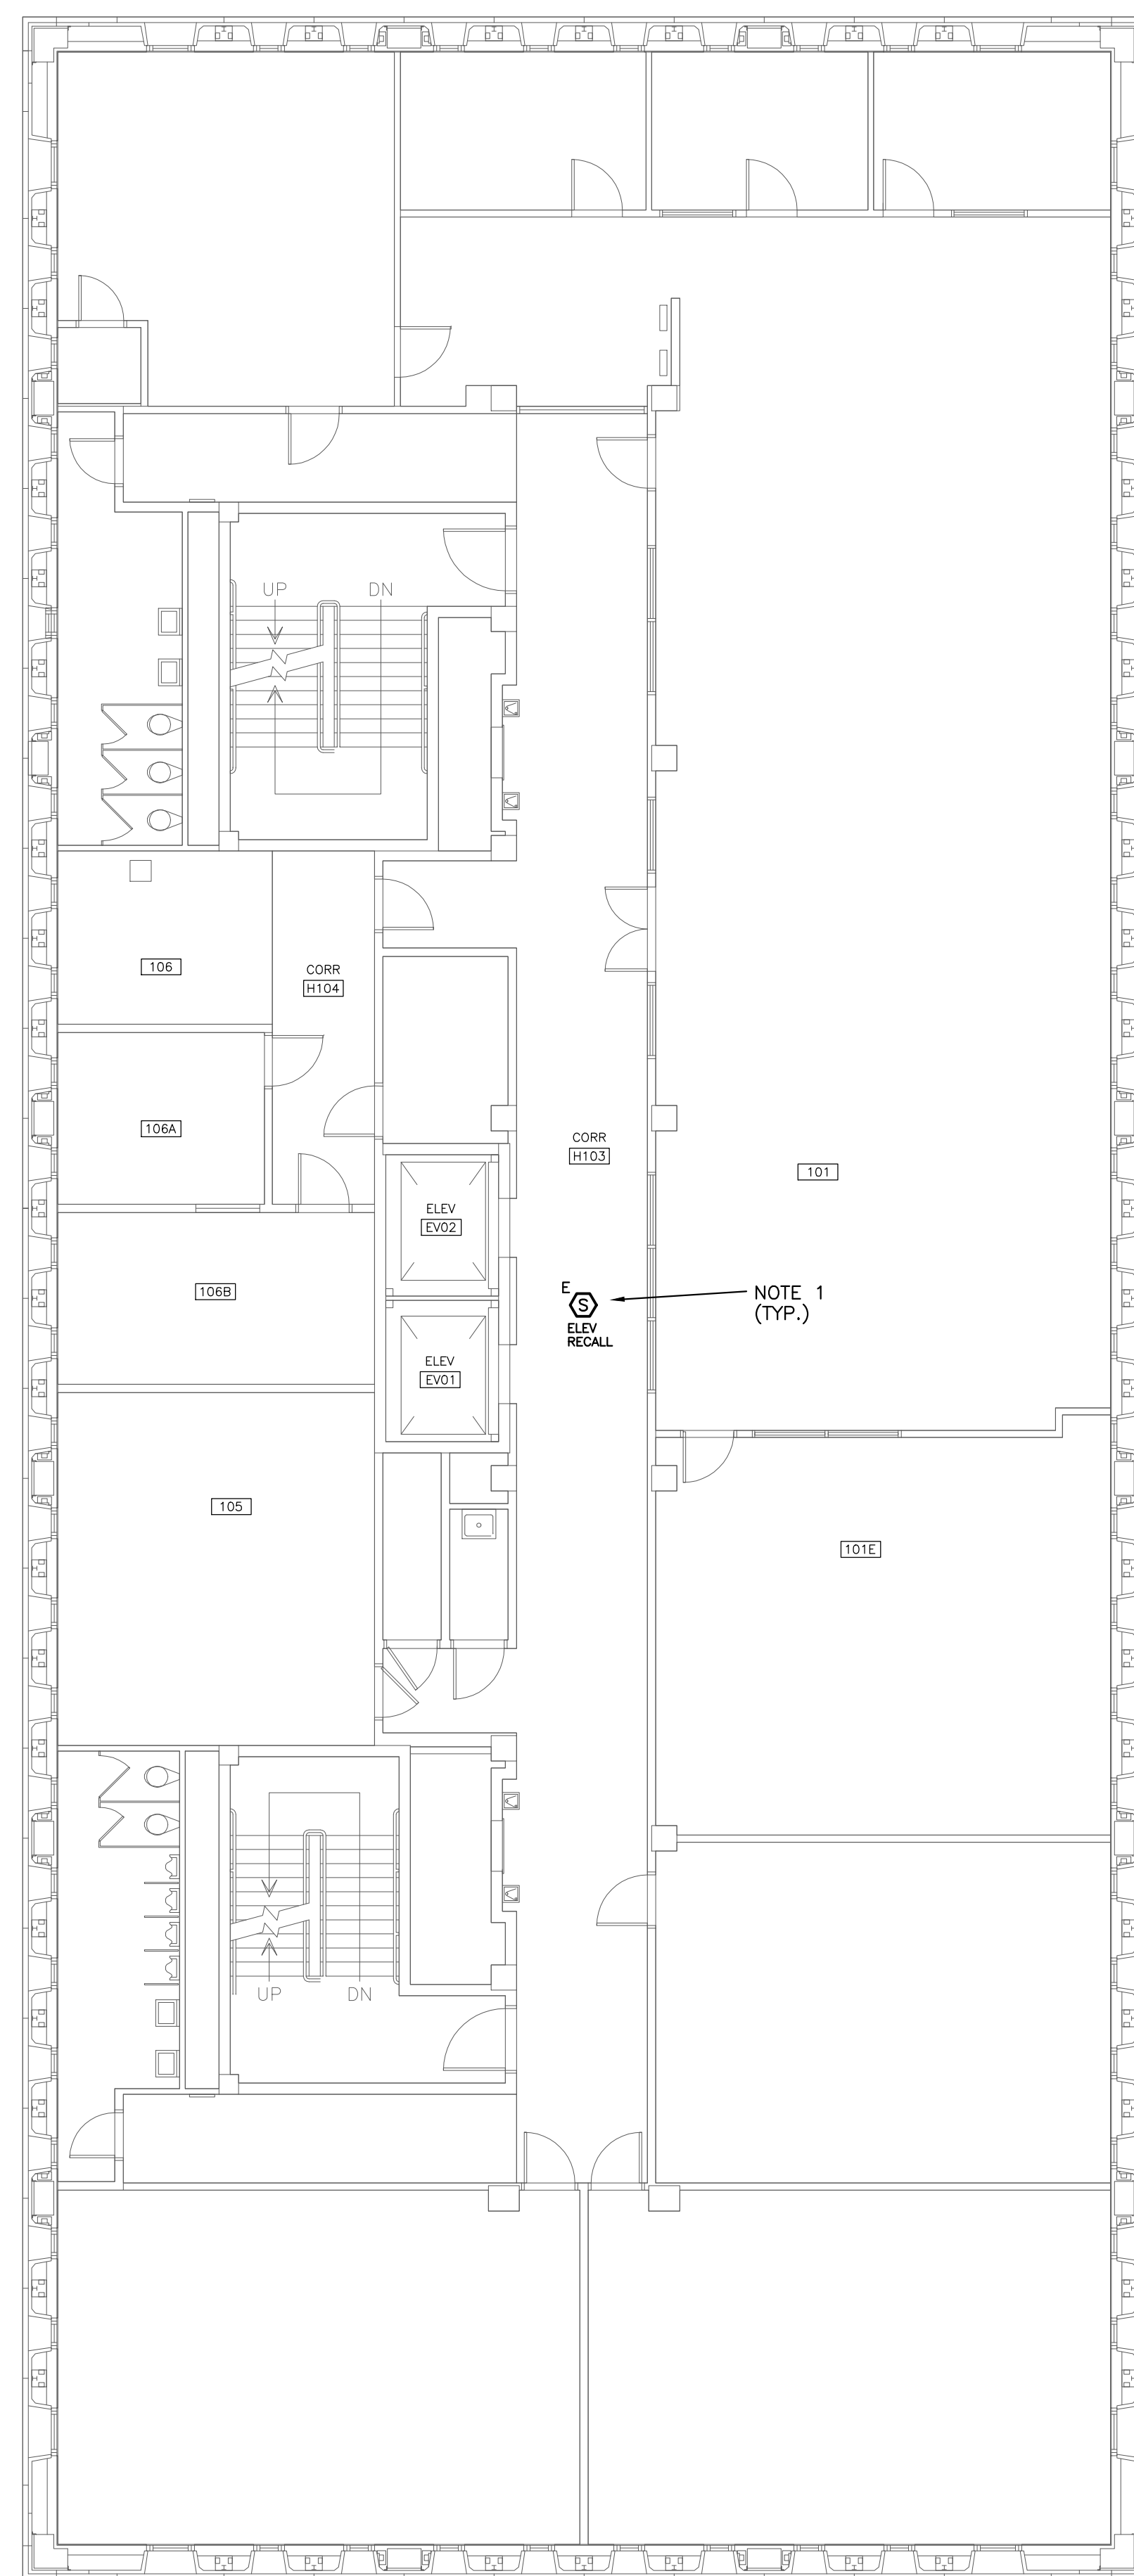 UP
DN
106
CORR
H104
106A
CORR
H103
101
ELEV
EV02
106B
E
S
ELEV
RECALL
NOTE 1
(TYP.)
ELEV
EV01
105
101E
UP
DN